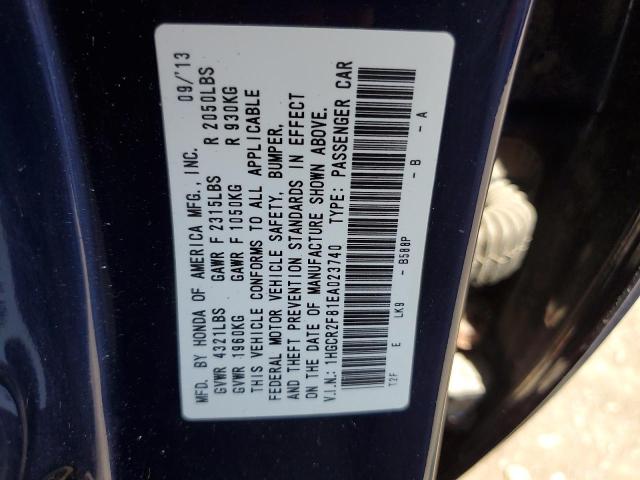 MFD. BY HONDA OF AMERICA MFG., INC. 09/'13
GVWR 4321LBS GAWR F 2315LBS R 2050LBS
GVWR 1960KG GAWR F 1050KG R 930KG
THIS VEHICLE CONFORMS TO ALL APPLICABLE
FEDERAL MOTOR VEHICLE SAFETY, BUMPER,
AND THEFT PREVENTION STANDARDS IN EFFECT
ON THE DATE OF MANUFACTURE SHOWN ABOVE.
V.I.N.: 1HGCR2F81EA023740 TYPE: PASSENGER CAR
T2F E LK9 - B588P - B - A